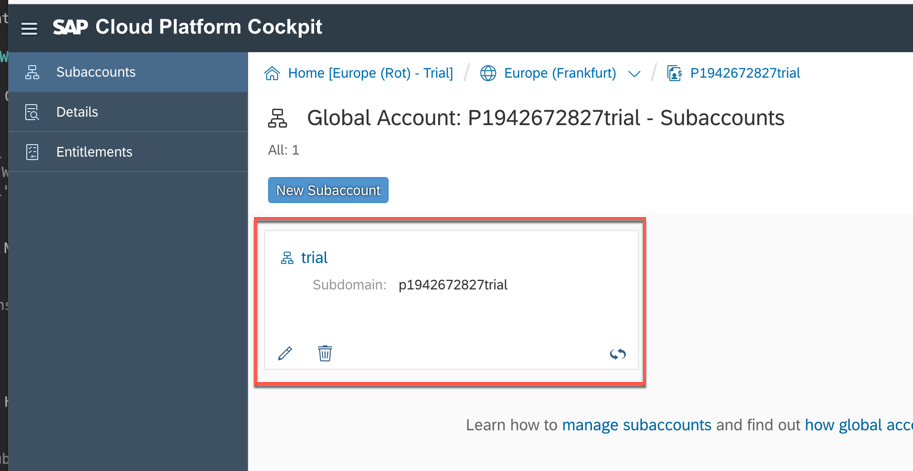 SAP Cloud Platform Cockpit
Subaccounts
Details
Entitlements
Home [Europe (Rot) - Trial] / Europe (Frankfurt) / P1942672827trial
Global Account: P1942672827trial - Subaccounts
All: 1
New Subaccount
trial
Subdomain: p1942672827trial
Learn how to manage subaccounts and find out how global